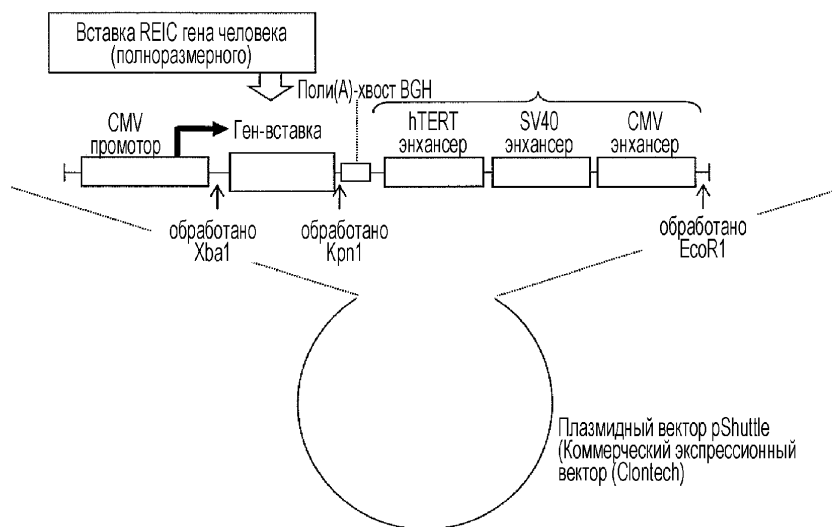 Вставка REIC гена человека
(полноразмерного)
Поли(А)-хвост BGH
CMV
промотор
Ген-вставка
hTERT
энхансер
SV40
энхансер
CMV
энхансер
обработано
Xba1
обработано
Kpn1
обработано
EcoR1
Плазмидный вектор pShuttle
(Коммерческий экспрессионный
вектор (Clontech)